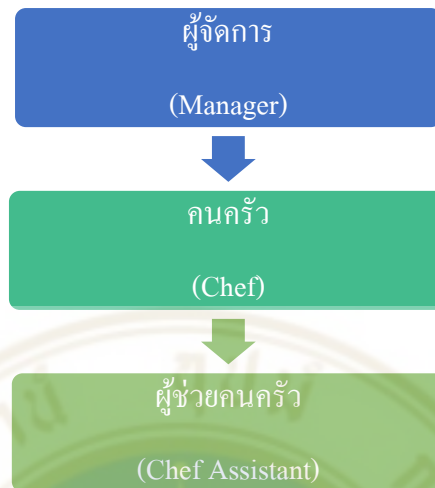 ผู้จัดการ
(Manager)
คนครัว
(Chef)
ผู้ช่วยคนครัว
(Chef Assistant)